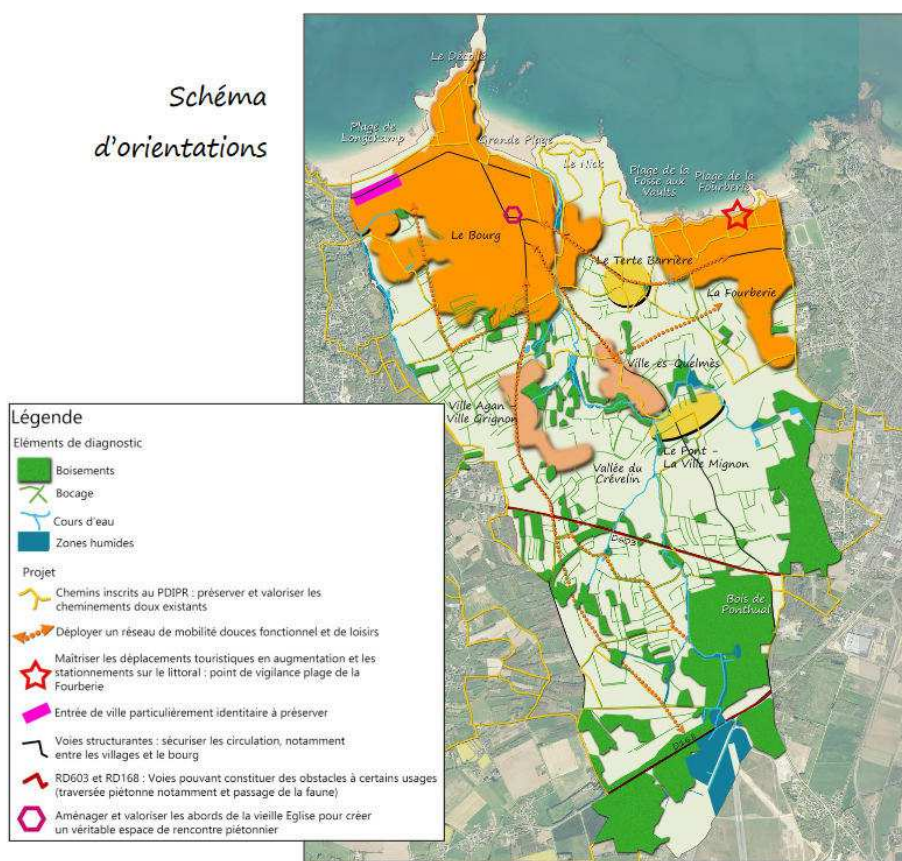 Schéma
d'orientations
Le Décollé
Plage de
Longchamp
Grande Plage
Le Nick
Plage de la
Fosse aux
Vaults
Plage de la
Fourberie
Le Bourg
Le Terte Barrière
La Fourberie
Ville-es-Quelmès
Ville Agan
Ville Grignon
Le Pont -
La Ville Mignon
Vallée du
Crévelin
D603
Bois de
Ponthual
D168
Légende
Eléments de diagnostic
Boisements
Bocage
Cours d'eau
Zones humides
Projet
Chemins inscrits au PDIPR : préserver et valoriser les
cheminements doux existants
Déployer un réseau de mobilité douces fonctionnel et de loisirs
Maîtriser les déplacements touristiques en augmentation et les
stationnements sur le littoral : point de vigilance plage de la
Fourberie
Entrée de ville particulièrement identitaire à préserver
Voies structurantes : sécuriser les circulation, notamment
entre les villages et le bourg
RD603 et RD168 : Voies pouvant constituer des obstacles à certains usages
(traversée piétonne notamment et passage de la faune)
Aménager et valoriser les abords de la vieille Eglise pour créer
un véritable espace de rencontre piétonnier